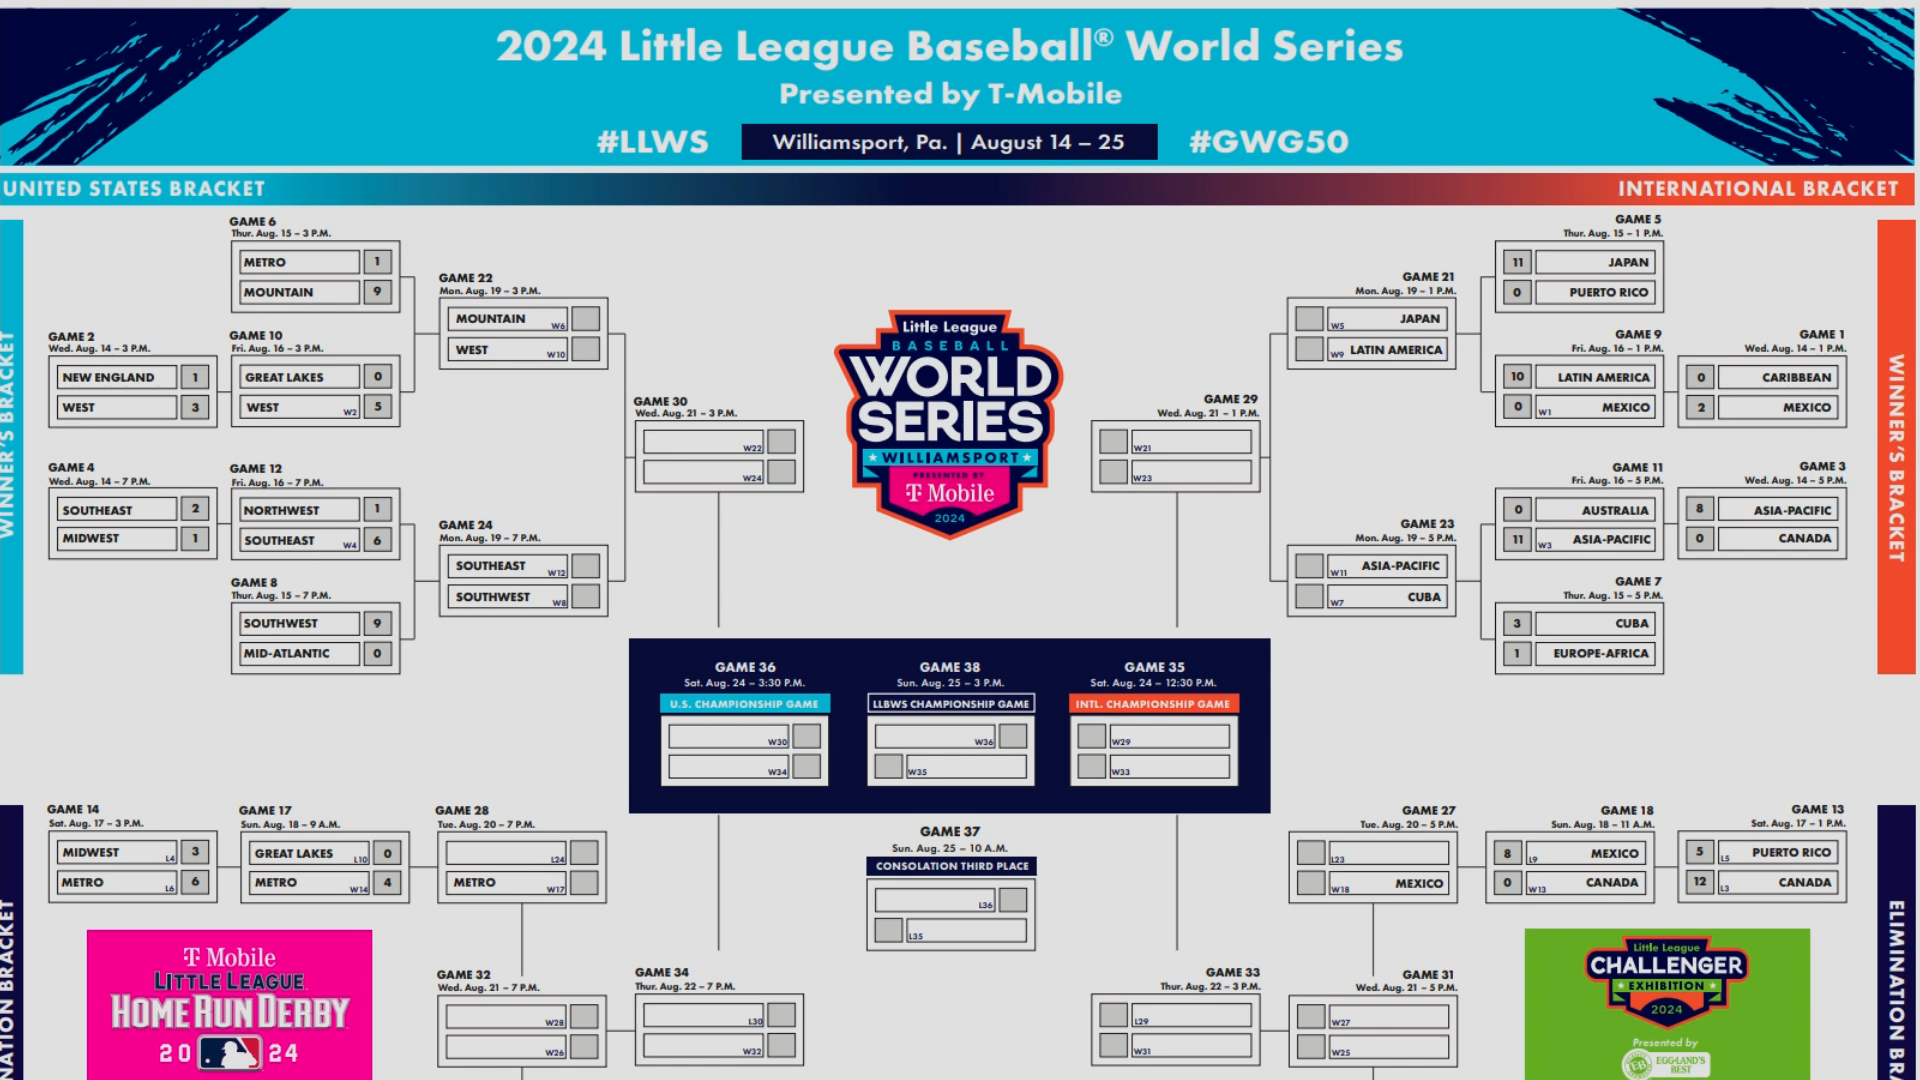 2024 Little League Baseball® World Series
Presented by T-Mobile
#LLWS
Williamsport, Pa. | August 14 – 25
#GWG50
UNITED STATES BRACKET
INTERNATIONAL BRACKET
WINNER'S BRACKET
GAME 6
Thur. Aug. 15 – 3 P.M.
METRO 1
MOUNTAIN 9
GAME 2
Wed. Aug. 14 – 3 P.M.
NEW ENGLAND 1
WEST 3
GAME 10
Fri. Aug. 16 – 3 P.M.
GREAT LAKES 0
WEST W2 5
GAME 22
Mon. Aug. 19 – 3 P.M.
MOUNTAIN W6
WEST W10
GAME 30
Wed. Aug. 21 – 3 P.M.
W22
W24
GAME 4
Wed. Aug. 14 – 7 P.M.
SOUTHEAST 2
MIDWEST 1
GAME 12
Fri. Aug. 16 – 7 P.M.
NORTHWEST 1
SOUTHEAST W4 6
GAME 24
Mon. Aug. 19 – 7 P.M.
SOUTHEAST W12
SOUTHWEST W8
GAME 8
Thur. Aug. 15 – 7 P.M.
SOUTHWEST 9
MID-ATLANTIC 0
Little League
BASEBALL
WORLD
SERIES
WILLIAMSPORT
PRESENTED BY
T Mobile
2024
GAME 5
Thur. Aug. 15 – 1 P.M.
11 JAPAN
0 PUERTO RICO
GAME 21
Mon. Aug. 19 – 1 P.M.
W5 JAPAN
W9 LATIN AMERICA
GAME 9
Fri. Aug. 16 – 1 P.M.
10 LATIN AMERICA
0 W1 MEXICO
GAME 1
Wed. Aug. 14 – 1 P.M.
0 CARIBBEAN
2 MEXICO
GAME 29
Wed. Aug. 21 – 1 P.M.
W21
W23
GAME 11
Fri. Aug. 16 – 5 P.M.
0 AUSTRALIA
11 W3 ASIA-PACIFIC
GAME 3
Wed. Aug. 14 – 5 P.M.
8 ASIA-PACIFIC
0 CANADA
GAME 23
Mon. Aug. 19 – 5 P.M.
W11 ASIA-PACIFIC
W7 CUBA
GAME 7
Thur. Aug. 15 – 5 P.M.
3 CUBA
1 EUROPE-AFRICA
WINNER'S BRACKET
GAME 36
Sat. Aug. 24 – 3:30 P.M.
U.S. CHAMPIONSHIP GAME
W30
W34
GAME 38
Sun. Aug. 25 – 3 P.M.
LLBWS CHAMPIONSHIP GAME
W36
W35
GAME 35
Sat. Aug. 24 – 12:30 P.M.
INTL. CHAMPIONSHIP GAME
W29
W33
GAME 14
Sat. Aug. 17 – 3 P.M.
MIDWEST L4 3
METRO L6 6
GAME 17
Sun. Aug. 18 – 9 A.M.
GREAT LAKES L10 0
METRO W14 4
GAME 28
Tue. Aug. 20 – 7 P.M.
L24
METRO W17
GAME 37
Sun. Aug. 25 – 10 A.M.
CONSOLATION THIRD PLACE
L36
L35
GAME 27
Tue. Aug. 20 – 5 P.M.
L23
W18 MEXICO
GAME 18
Sun. Aug. 18 – 11 A.M.
8 L9 MEXICO
0 W13 CANADA
GAME 13
Sat. Aug. 17 – 1 P.M.
5 L5 PUERTO RICO
12 L3 CANADA
NATION BRACKET
T Mobile
LITTLE LEAGUE
HOME RUN DERBY
20 24
GAME 32
Wed. Aug. 21 – 7 P.M.
W28
W26
GAME 34
Thur. Aug. 22 – 7 P.M.
L30
W32
GAME 33
Thur. Aug. 22 – 3 P.M.
L29
W31
GAME 31
Wed. Aug. 21 – 5 P.M.
W27
W25
Little League
CHALLENGER
EXHIBITION
2024
Presented by
EB
EGG·LAND'S
BEST
ELIMINATION BRA